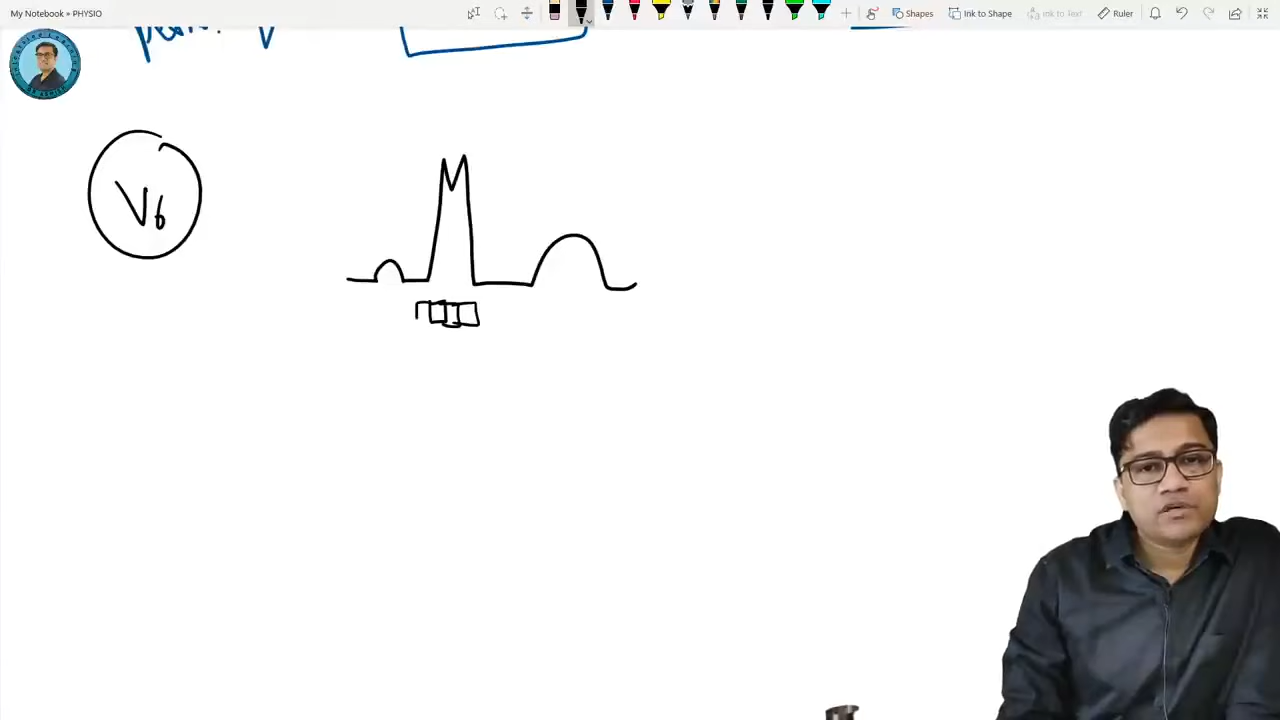 My Notebook » PHYSIO
Shapes
Ink to Shape
Ink to Text
Ruler
V6